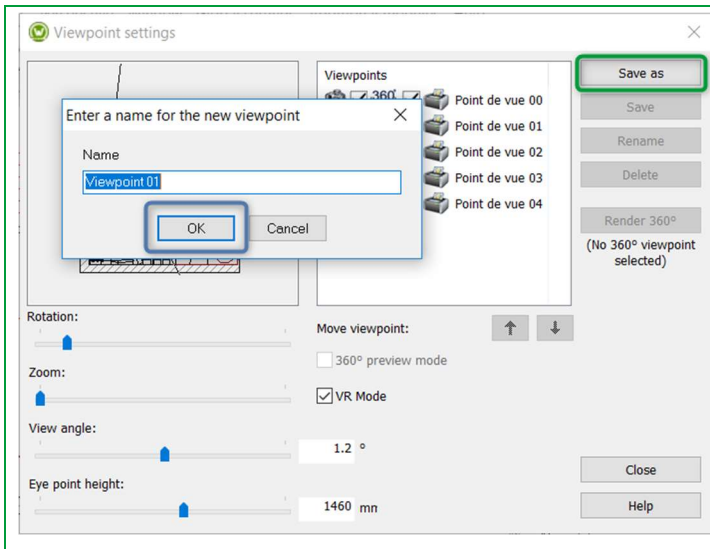 Viewpoint settings
Viewpoints
360°
Point de vue 00
Point de vue 01
Point de vue 02
Point de vue 03
Point de vue 04
Enter a name for the new viewpoint
Name
Viewpoint 01
OK
Cancel
Save as
Save
Rename
Delete
Render 360°
(No 360° viewpoint
selected)
Rotation:
Zoom:
View angle:
1.2 °
Eye point height:
1460 mm
Move viewpoint:
360° preview mode
VR Mode
Close
Help